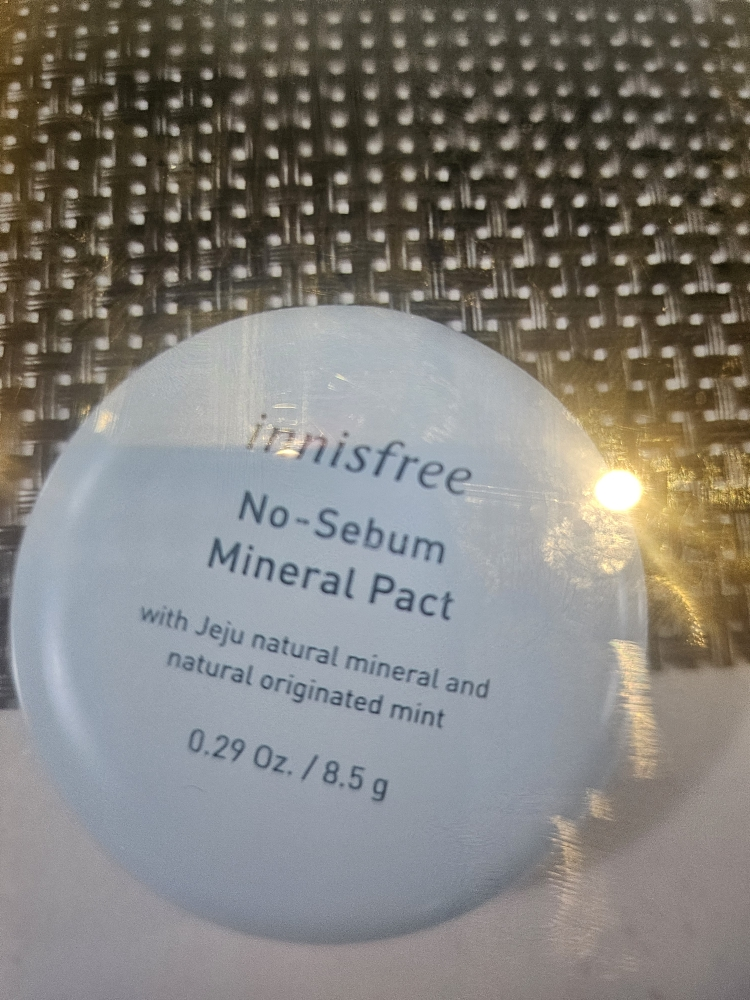 innisfree
No-Sebum
Mineral Pact
with Jeju natural mineral and
natural originated mint
0.29 Oz. / 8.5 g